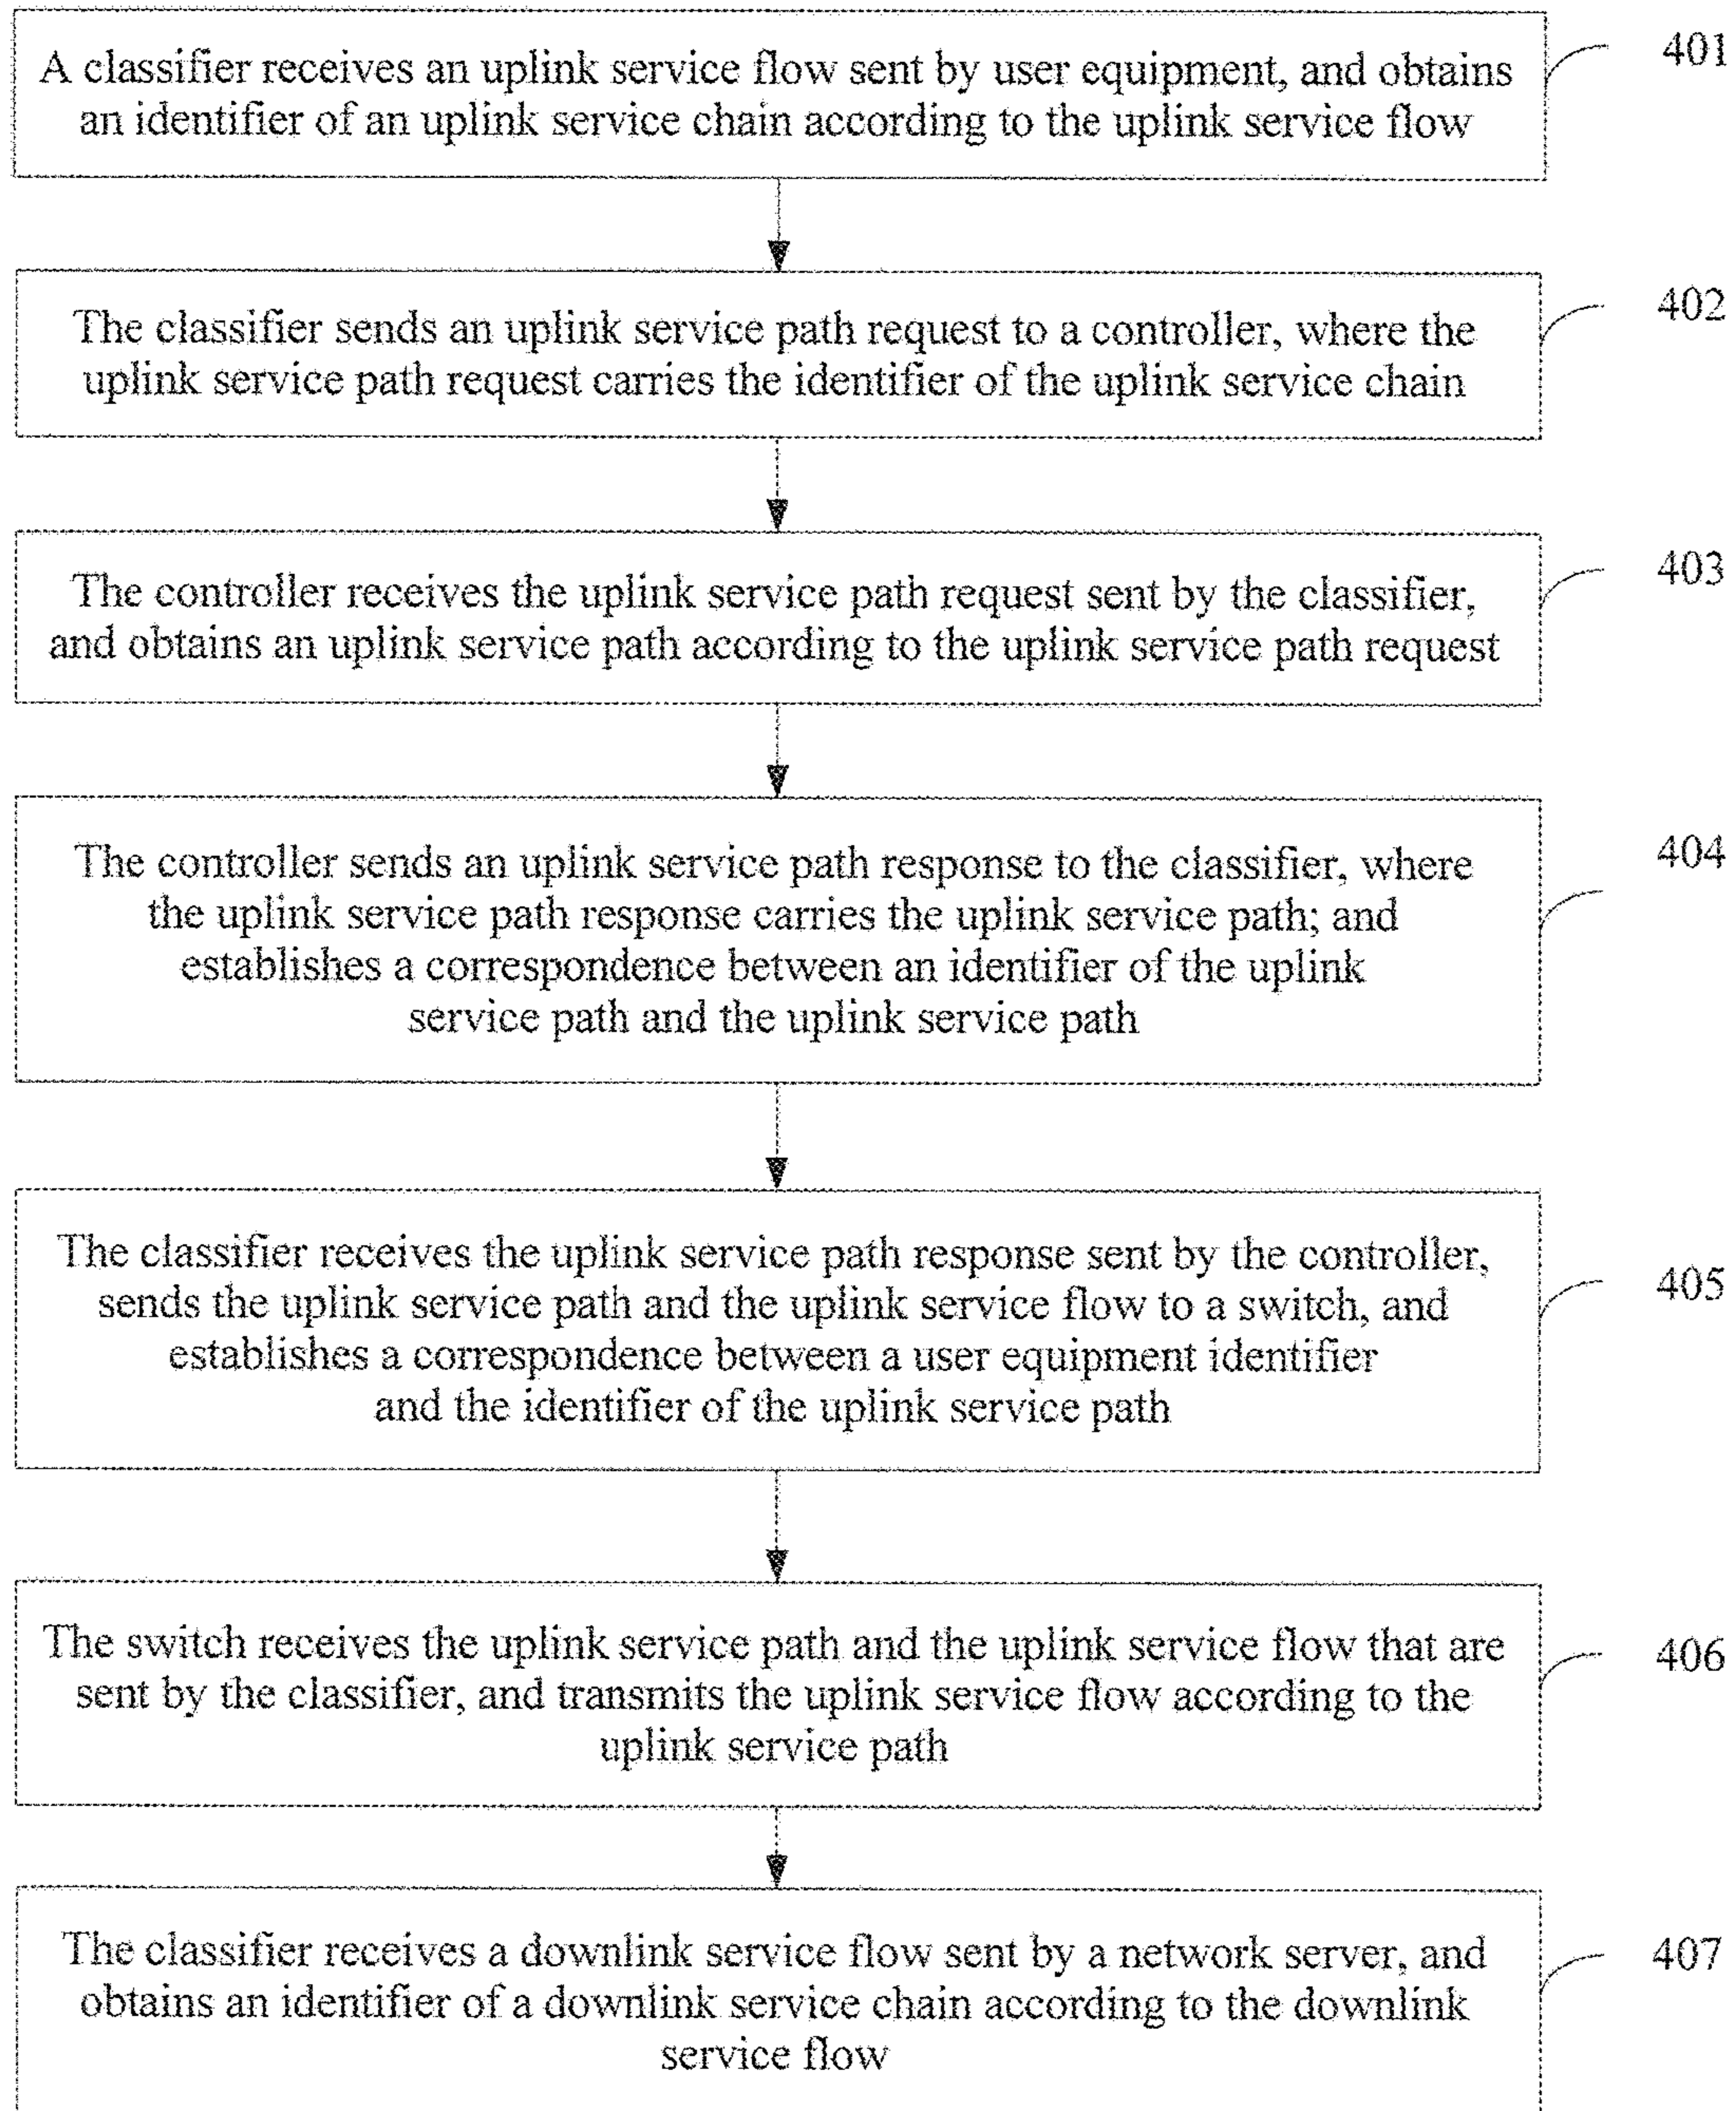 A classifier receives an uplink service flow sent by user equipment, and obtains
an identifier of an uplink service chain according to the uplink service flow
401
The classifier sends an uplink service path request to a controller, where the
uplink service path request carries the identifier of the uplink service chain
402
The controller receives the uplink service path request sent by the classifier,
and obtains an uplink service path according to the uplink service path request
403
The controller sends an uplink service path response to the classifier, where
the uplink service path response carries the uplink service path; and
establishes a correspondence between an identifier of the uplink
service path and the uplink service path
404
The classifier receives the uplink service path response sent by the controller,
sends the uplink service path and the uplink service flow to a switch, and
establishes a correspondence between a user equipment identifier
and the identifier of the uplink service path
405
The switch receives the uplink service path and the uplink service flow that are
sent by the classifier, and transmits the uplink service flow according to the
uplink service path
406
The classifier receives a downlink service flow sent by a network server, and
obtains an identifier of a downlink service chain according to the downlink
service flow
407